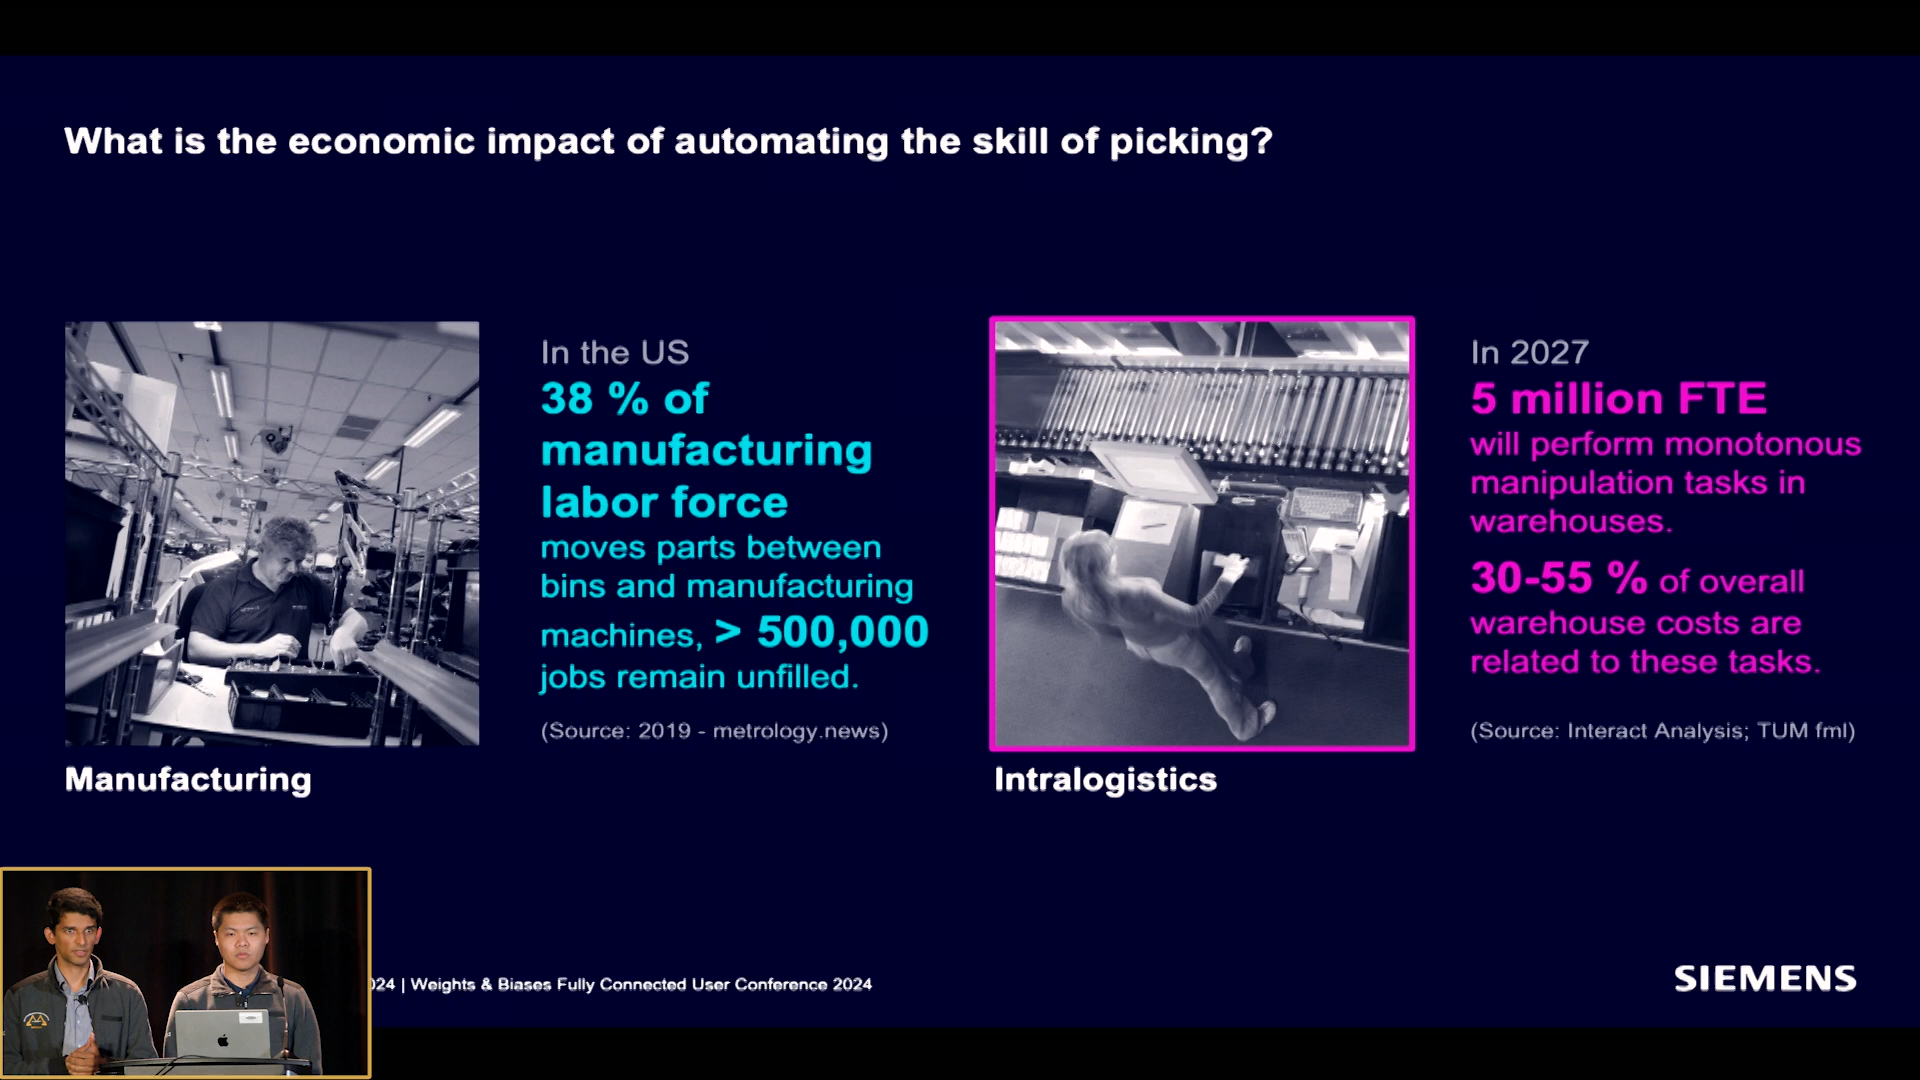 What is the economic impact of automating the skill of picking?
In the US
38 % of
manufacturing
labor force
moves parts between
bins and manufacturing
machines, > 500,000
jobs remain unfilled.
(Source: 2019 - metrology.news)
Manufacturing
In 2027
5 million FTE
will perform monotonous
manipulation tasks in
warehouses.
30-55 % of overall
warehouse costs are
related to these tasks.
(Source: Interact Analysis; TUM fml)
Intralogistics
024 | Weights & Biases Fully Connected User Conference 2024
SIEMENS